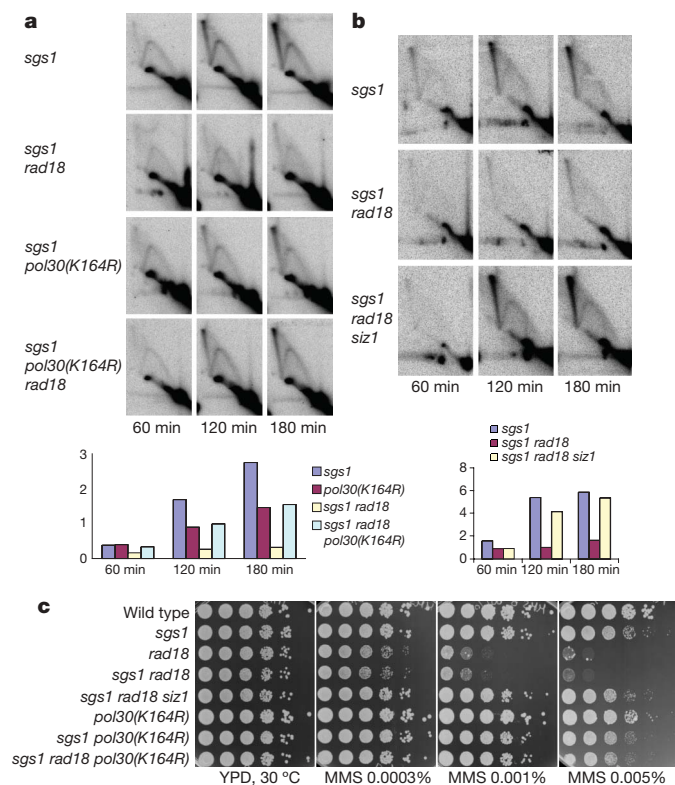 a
sgs1
sgs1
rad18
sgs1
pol30(K164R)
sgs1
pol30(K164R)
rad18
60 min 120 min 180 min
3
2
1
0
60 min 120 min 180 min
sgs1
pol30(K164R)
sgs1 rad18
sgs1 rad18
pol30(K164R)
b
sgs1
sgs1
rad18
sgs1
rad18
siz1
60 min 120 min 180 min
sgs1
sgs1 rad18
sgs1 rad18 siz1
8
6
4
2
0
60 min 120 min 180 min
c
Wild type
sgs1
rad18
sgs1 rad18
sgs1 rad18 siz1
pol30(K164R)
sgs1 pol30(K164R)
sgs1 rad18 pol30(K164R)
YPD, 30 °C MMS 0.0003% MMS 0.001% MMS 0.005%